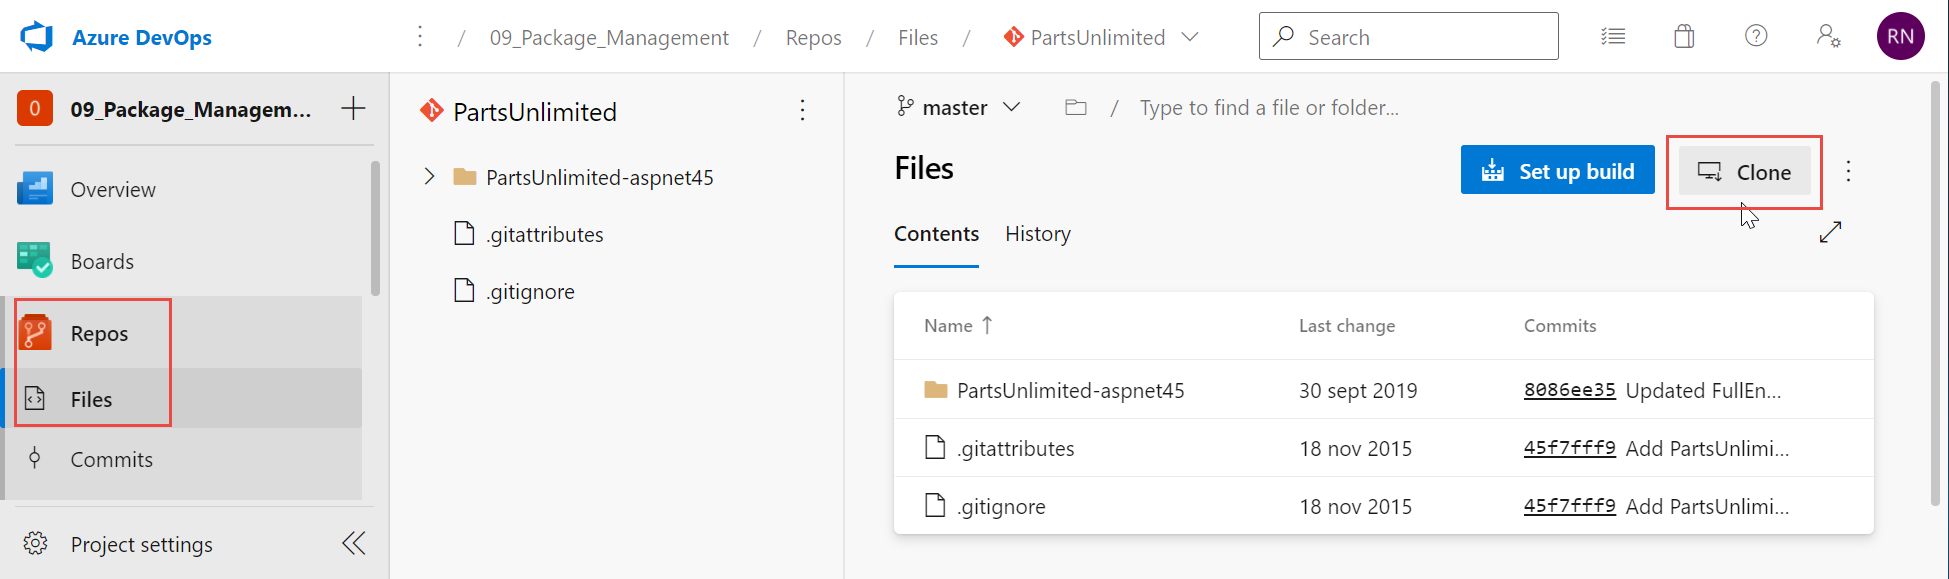 Azure DevOps
/ 09_Package_Management / Repos / Files / PartsUnlimited
Search
RN
0 09_Package_Managem...
Overview
Boards
Repos
Files
Commits
Project settings
PartsUnlimited
PartsUnlimited-aspnet45
.gitattributes
.gitignore
master / Type to find a file or folder...
Files
Set up build
Clone
Contents History
Name Last change Commits
PartsUnlimited-aspnet45 30 sept 2019 8086ee35 Updated FullEn...
.gitattributes 18 nov 2015 45f7fff9 Add PartsUnlimi...
.gitignore 18 nov 2015 45f7fff9 Add PartsUnlimi...